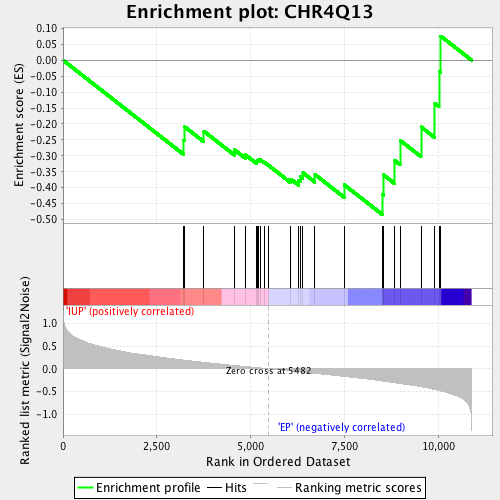 Enrichment plot: CHR4Q13
Enrichment score (ES)
0.10
0.05
0.00
-0.05
-0.10
-0.15
-0.20
-0.25
-0.30
-0.35
-0.40
-0.45
-0.50
'IUP' (positively correlated)
Ranked list metric (Signal2Noise)
1.0
0.5
0.0
-0.5
-1.0
Zero cross at 5482
'EP' (negatively correlated)
0 2,500 5,000 7,500 10,000
Rank in Ordered Dataset
Enrichment profile Hits Ranking metric scores